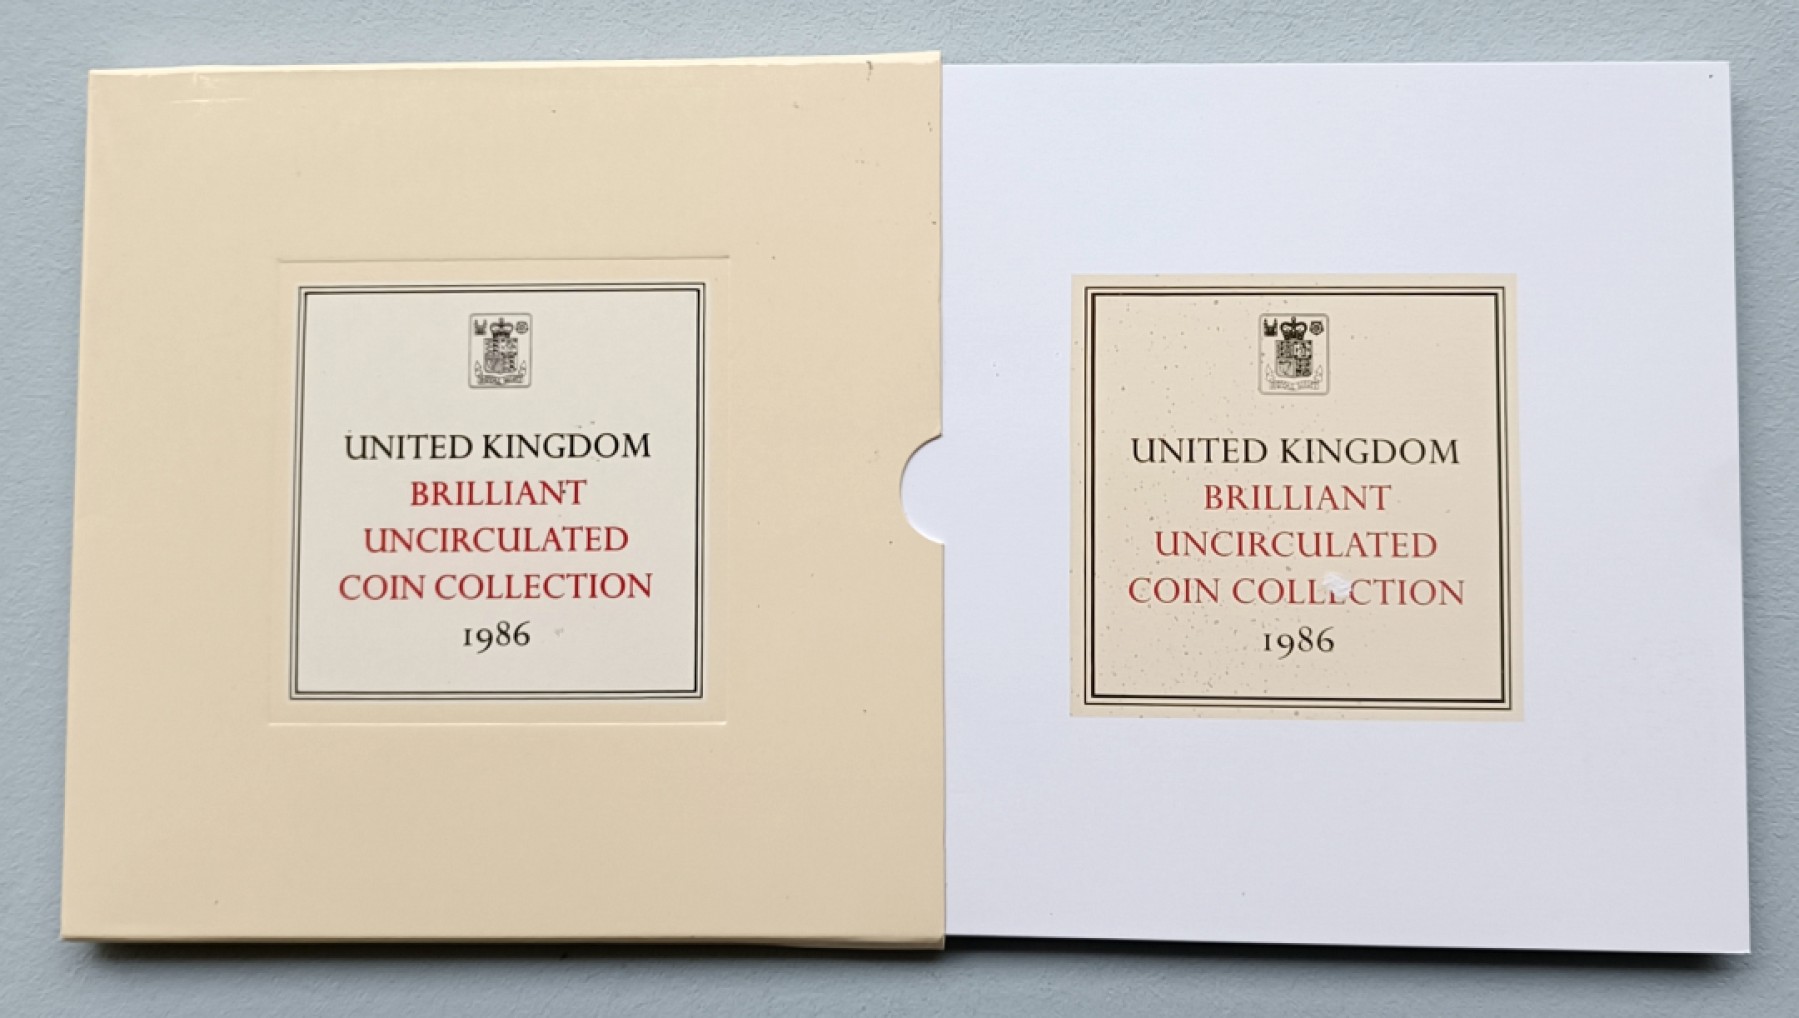 UNITED KINGDOM
BRILLIANT
UNCIRCULATED
COIN COLLECTION
1986
UNITED KINGDOM
BRILLIANT
UNCIRCULATED
COIN COLLECTION
1986